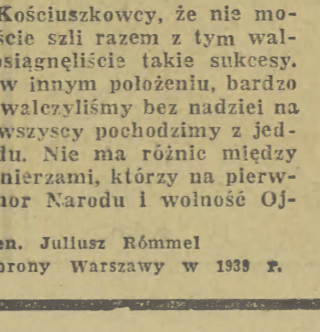 Kościuszkowcy, że nie mo-
ście szli razem z tym wal-
osiągnęliście takie sukcesy.
w innym położeniu, bardzo
walczyliśmy bez nadziei na
wszyscy pochodzimy z jed-
du. Nie ma różnic między
nierzami, którzy na pierw-
nor Narodu i wolność Oj-
en. Juliusz Rómmel
brony Warszawy w 1939 r.